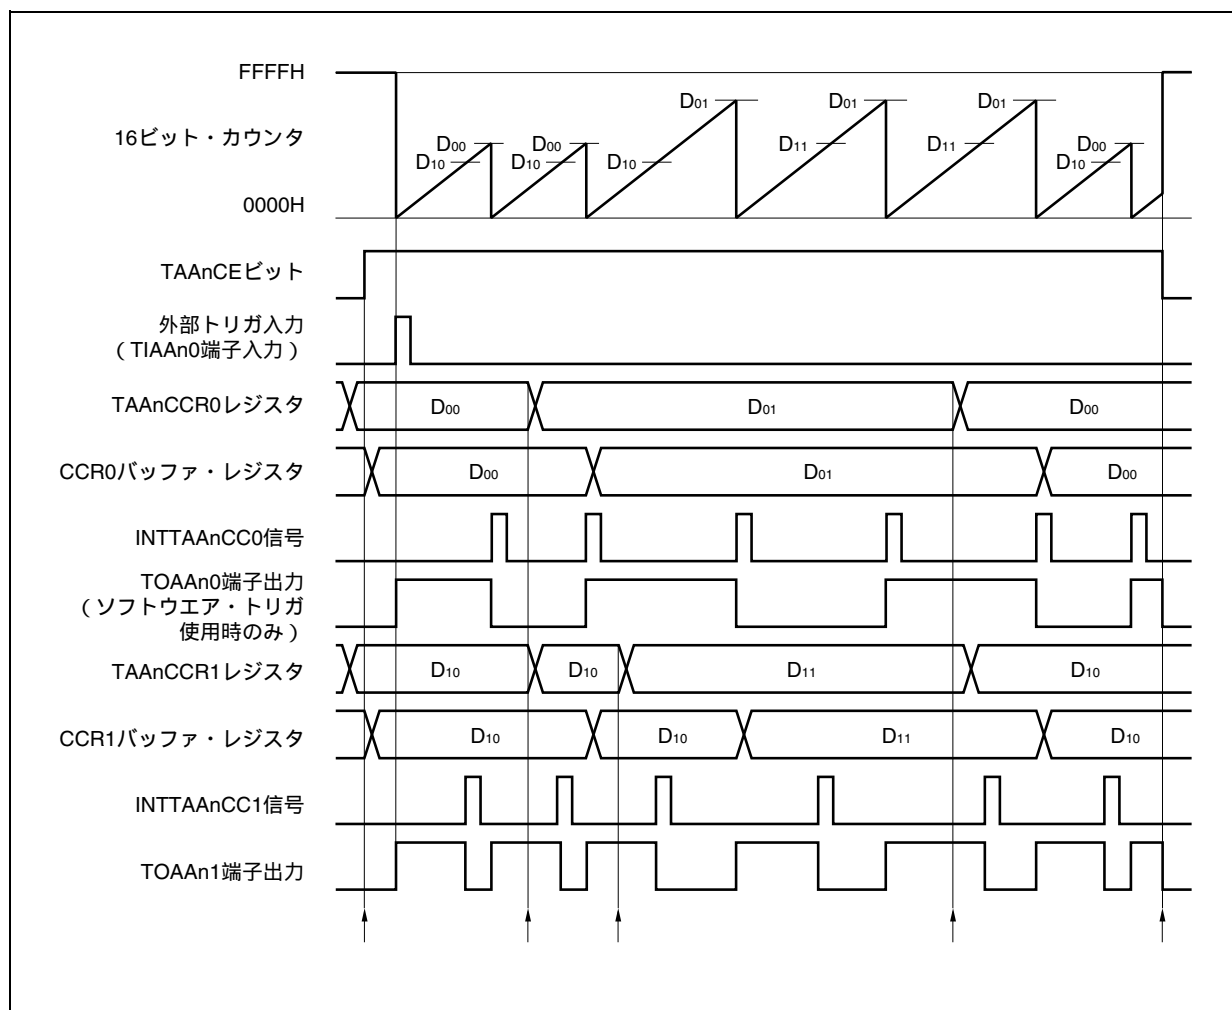 FFFFH
16ビット・カウンタ
0000H
D00
D10
D00
D10
D01
D10
D01
D11
D01
D11
D00
D10
TAAnCEビット
外部トリガ入力
（TIAAn0端子入力）
TAAnCCR0レジスタ
D00
D01
D00
CCR0バッファ・レジスタ
D00
D01
D00
INTTAAnCC0信号
TOAAn0端子出力
（ソフトウエア・トリガ
使用時のみ）
TAAnCCR1レジスタ
D10
D10
D11
D10
CCR1バッファ・レジスタ
D10
D10
D11
D10
INTTAAnCC1信号
TOAAn1端子出力